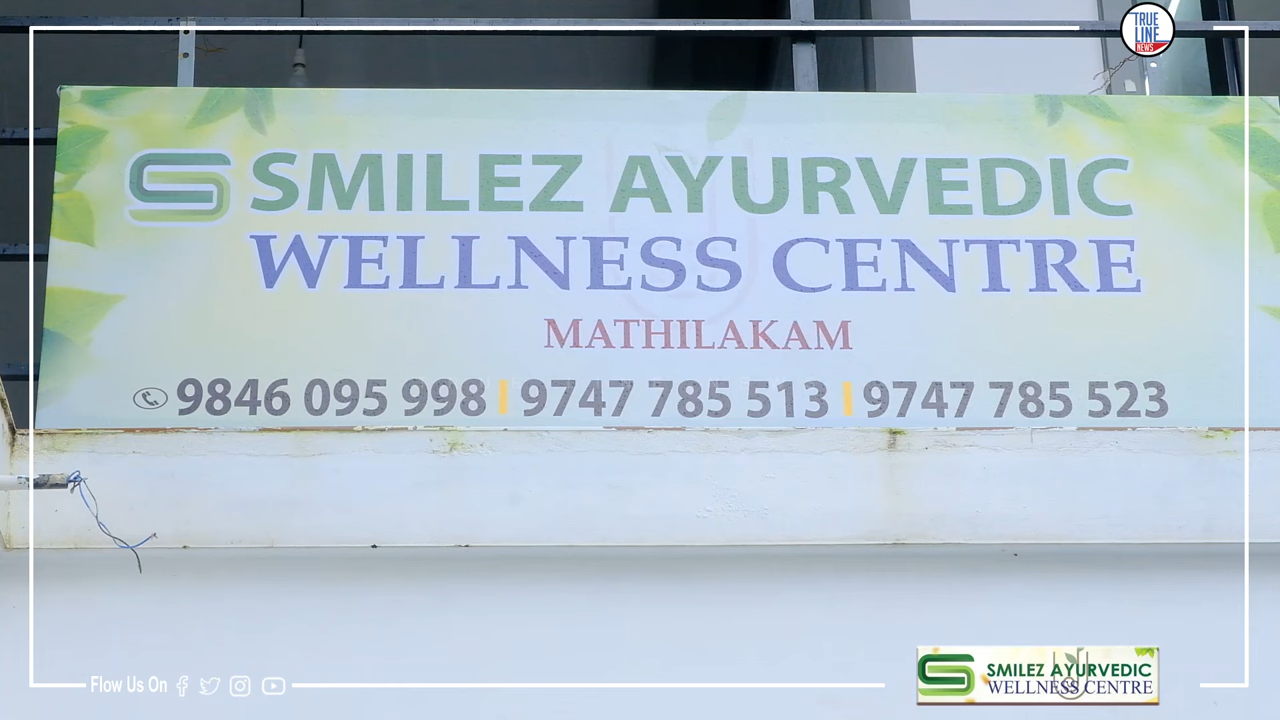 TRUE
LINE
NEWS
SMILEZ AYURVEDIC
WELLNESS CENTRE
MATHILAKAM
9846 095 998 | 9747 785 513 | 9747 785 523
Flow Us On
SMILEZ AYURVEDIC
WELLNESS CENTRE